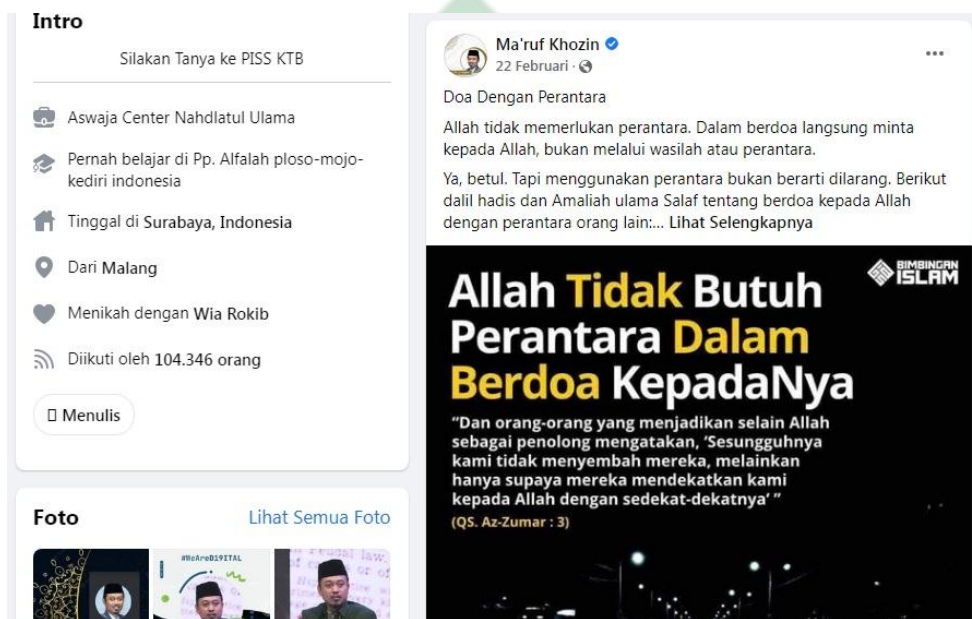 Intro
Silakan Tanya ke PISS KTB
Aswaja Center Nahdlatul Ulama
Pernah belajar di Pp. Alfalah ploso-mojo-
kediri indonesia
Tinggal di Surabaya, Indonesia
Dari Malang
Menikah dengan Wia Rokib
Diikuti oleh 104.346 orang
Menulis
Foto
Lihat Semua Foto
#WeAreD19ITAL
Ma'ruf Khozin
22 Februari ·
Doa Dengan Perantara
Allah tidak memerlukan perantara. Dalam berdoa langsung minta
kepada Allah, bukan melalui wasilah atau perantara.
Ya, betul. Tapi menggunakan perantara bukan berarti dilarang. Berikut
dalil hadis dan Amaliah ulama Salaf tentang berdoa kepada Allah
dengan perantara orang lain:... Lihat Selengkapnya
BIMBINGAN
ISLAM
Allah Tidak Butuh
Perantara Dalam
Berdoa KepadaNya
"Dan orang-orang yang menjadikan selain Allah
sebagai penolong mengatakan, 'Sesungguhnya
kami tidak menyembah mereka, melainkan
hanya supaya mereka mendekatkan kami
kepada Allah dengan sedekat-dekatnya' "
(QS. Az-Zumar : 3)